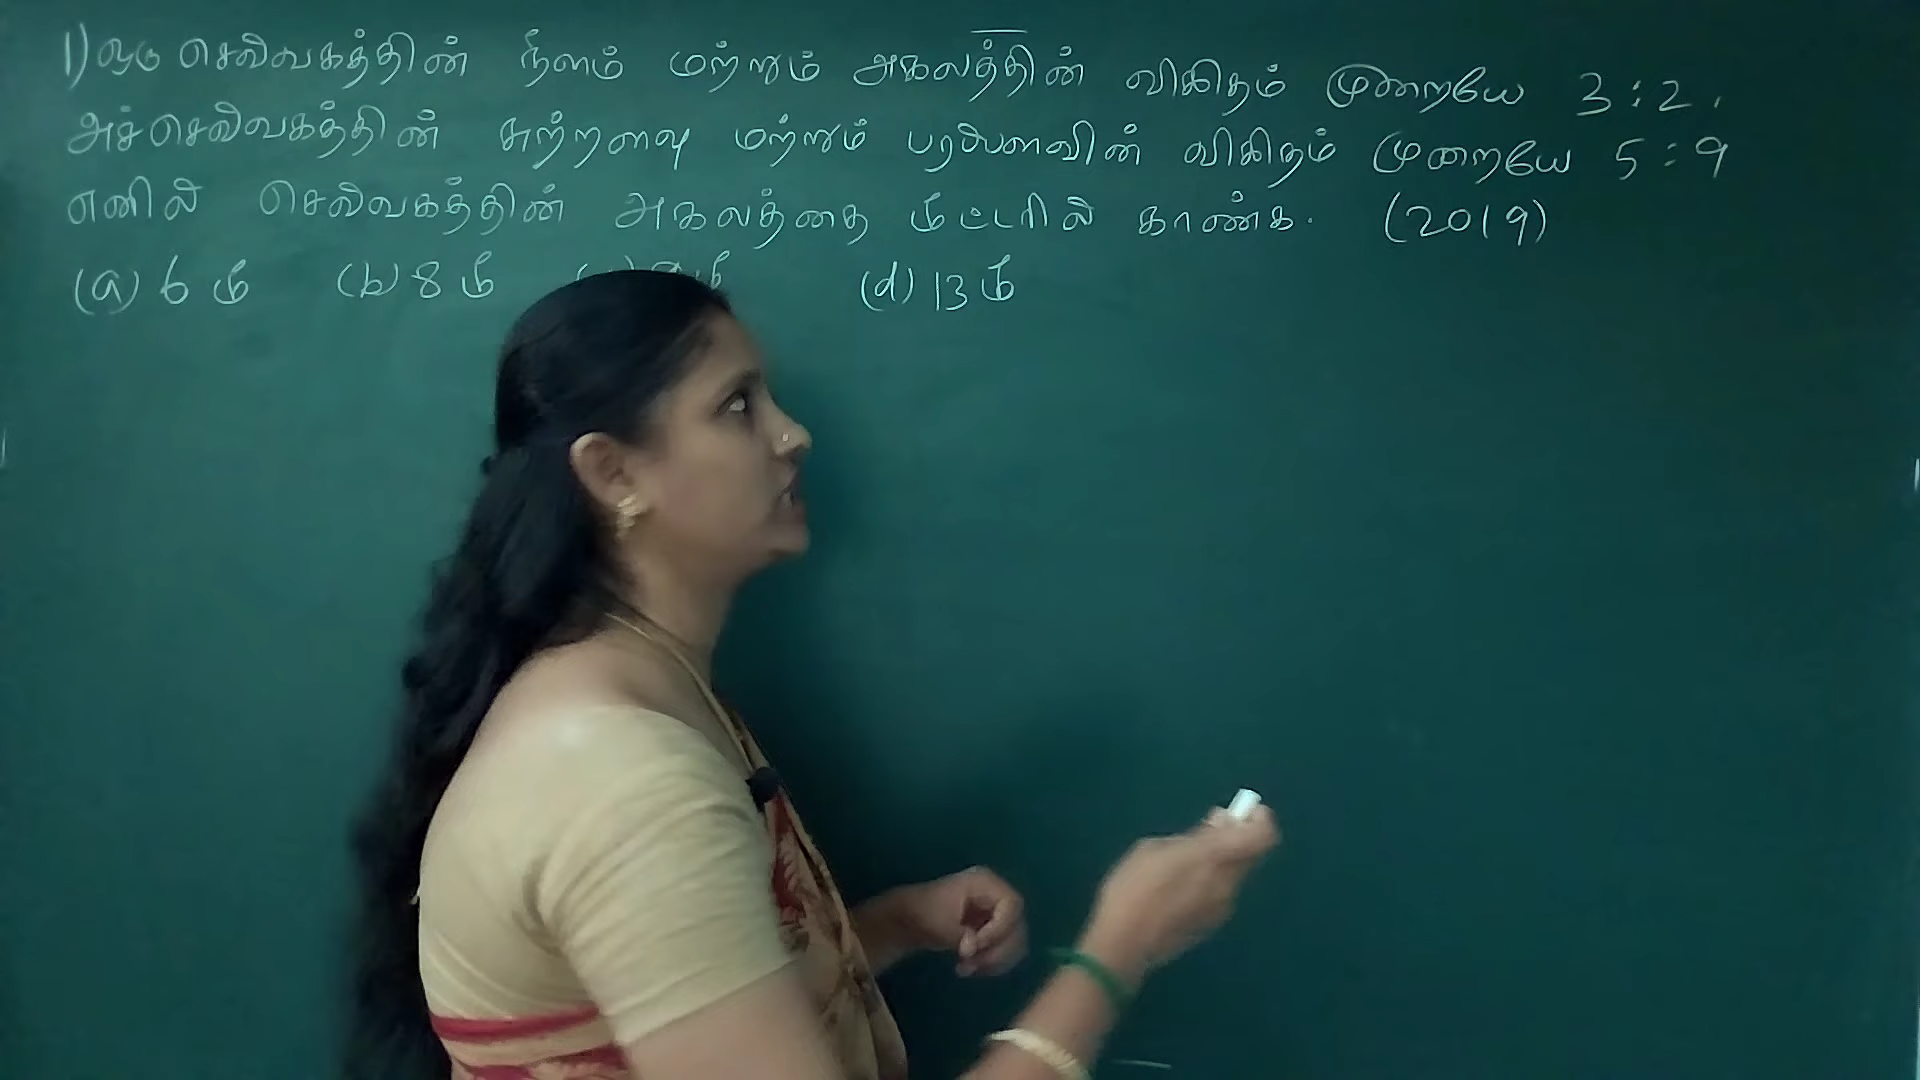 1) ஒரு செவ்வகத்தின் நீளம் மற்றும் அகலத்தின் விகிதம் முறையே 3 : 2.
அச்செவ்வகத்தின் சுற்றளவு மற்றும் பரப்பளவின் விகிதம் முறையே 5 : 9
எனில் செவ்வகத்தின் அகலத்தை மீட்டரில் காண்க. (2019)
(a) 6 மீ (b) 8 மீ (d) 13 மீ